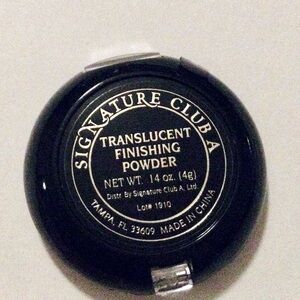 SIGNATURE CLUB A
TRANSLUCENT
FINISHING
POWDER
NET WT. .14 oz. (4g)
Distr. By Signature Club A, Ltd.
Lot# 1910
TAMPA, FL 33609 MADE IN CHINA